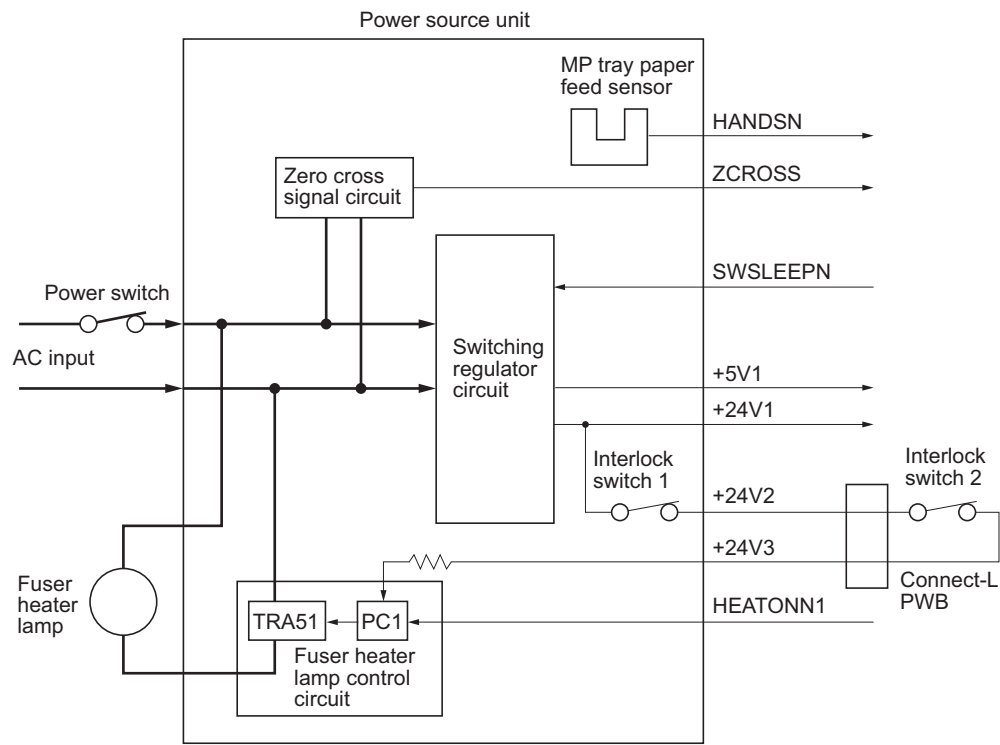 Power source unit
MP tray paper
feed sensor
HANDSN
Zero cross
signal circuit
ZCROSS
SWSLEEPN
Power switch
AC input
Switching
regulator
circuit
+5V1
+24V1
Interlock
switch 1
Interlock
switch 2
+24V2
+24V3
Connect-L
PWB
Fuser
heater
lamp
HEATONN1
TRA51
PC1
Fuser heater
lamp control
circuit